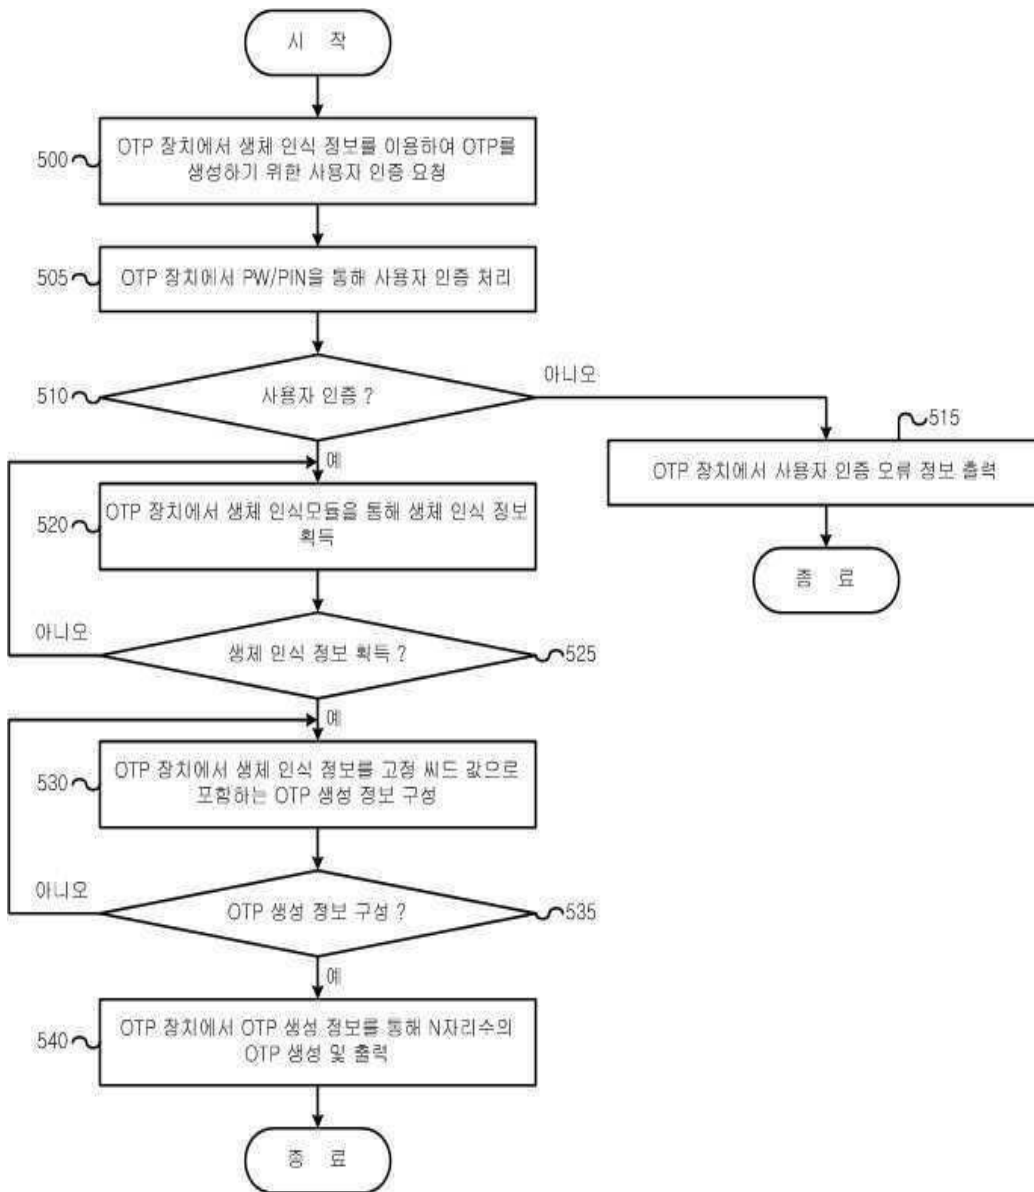 시 작
500
OTP 장치에서 생체 인식 정보를 이용하여 OTP를
생성하기 위한 사용자 인증 요청
505
OTP 장치에서 PW/PIN을 통해 사용자 인증 처리
510
사용자 인증 ?
아니오
예
515
OTP 장치에서 사용자 인증 오류 정보 출력
종 료
520
OTP 장치에서 생체 인식모듈을 통해 생체 인식 정보
획득
아니오
생체 인식 정보 획득 ?
525
예
530
OTP 장치에서 생체 인식 정보를 고정 씨드 값으로
포함하는 OTP 생성 정보 구성
아니오
OTP 생성 정보 구성 ?
535
예
540
OTP 장치에서 OTP 생성 정보를 통해 N자리수의
OTP 생성 및 출력
종 료